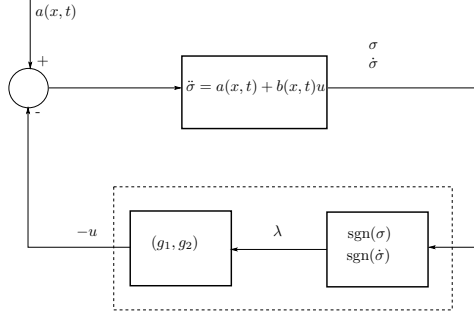 a(x, t)
+
σ
σ̇
σ̈ = a(x, t) + b(x, t)u
-
−u
(g₁, g₂)
λ
sgn(σ)
sgn(σ̇)